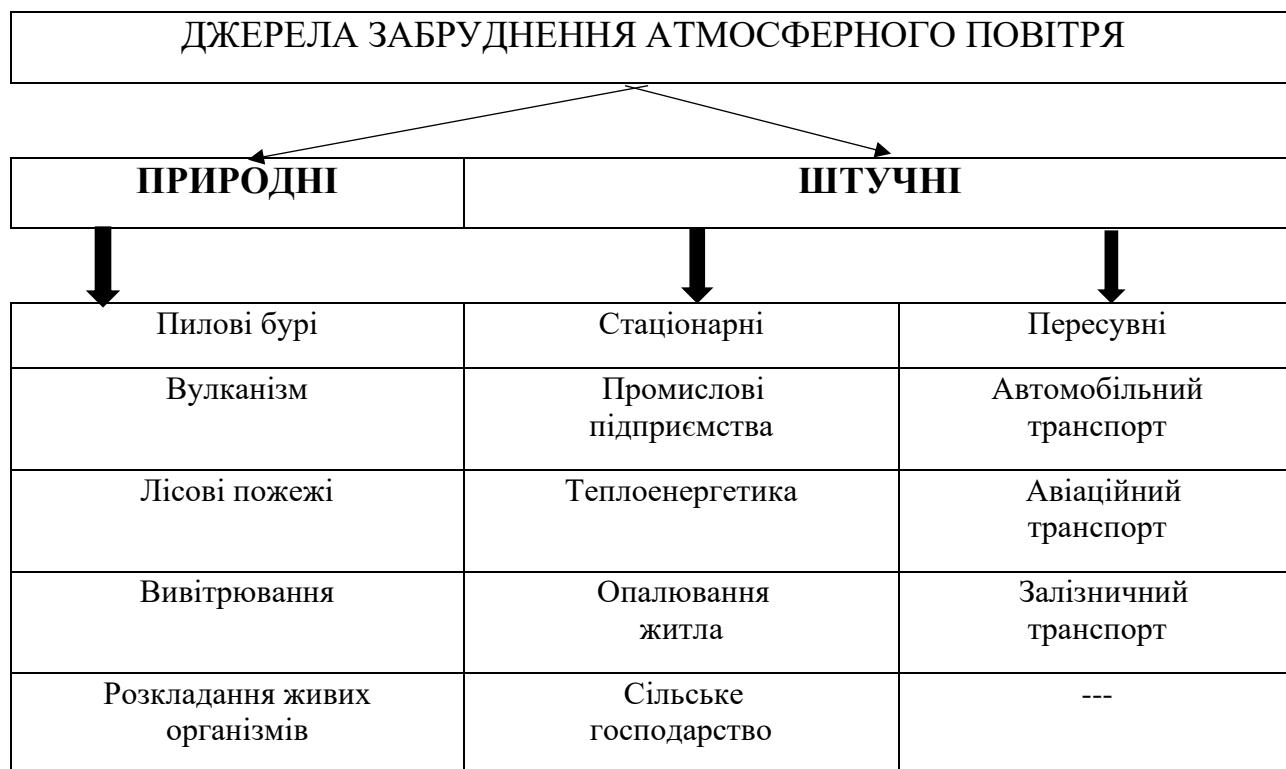 ДЖЕРЕЛА ЗАБРУДНЕННЯ АТМОСФЕРНОГО ПОВІТРЯ
ПРИРОДНІ
ШТУЧНІ
Пилові бурі
Стаціонарні
Пересувні
Вулканізм
Промислові
підприємства
Автомобільний
транспорт
Лісові пожежі
Теплоенергетика
Авіаційний
транспорт
Вивітрювання
Опалювання
житла
Залізничний
транспорт
Розкладання живих
організмів
Сільське
господарство
---